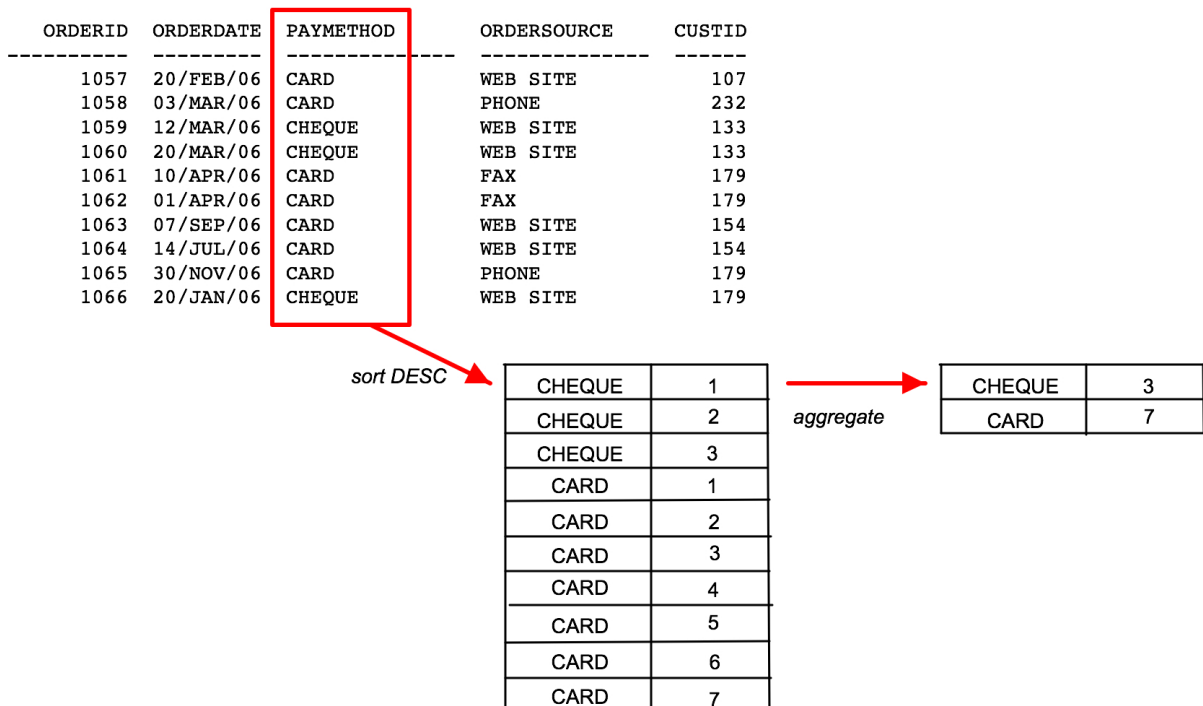 ORDERID ORDERDATE PAYMETHOD ORDERSOURCE CUSTID
---------- --------- -------------- -------------- ------
1057 20/FEB/06 CARD WEB SITE 107
1058 03/MAR/06 CARD PHONE 232
1059 12/MAR/06 CHEQUE WEB SITE 133
1060 20/MAR/06 CHEQUE WEB SITE 133
1061 10/APR/06 CARD FAX 179
1062 01/APR/06 CARD FAX 179
1063 07/SEP/06 CARD WEB SITE 154
1064 14/JUL/06 CARD WEB SITE 154
1065 30/NOV/06 CARD PHONE 179
1066 20/JAN/06 CHEQUE WEB SITE 179
sort DESC
CHEQUE 1
CHEQUE 2
CHEQUE 3
CARD 1
CARD 2
CARD 3
CARD 4
CARD 5
CARD 6
CARD 7
aggregate
CHEQUE 3
CARD 7